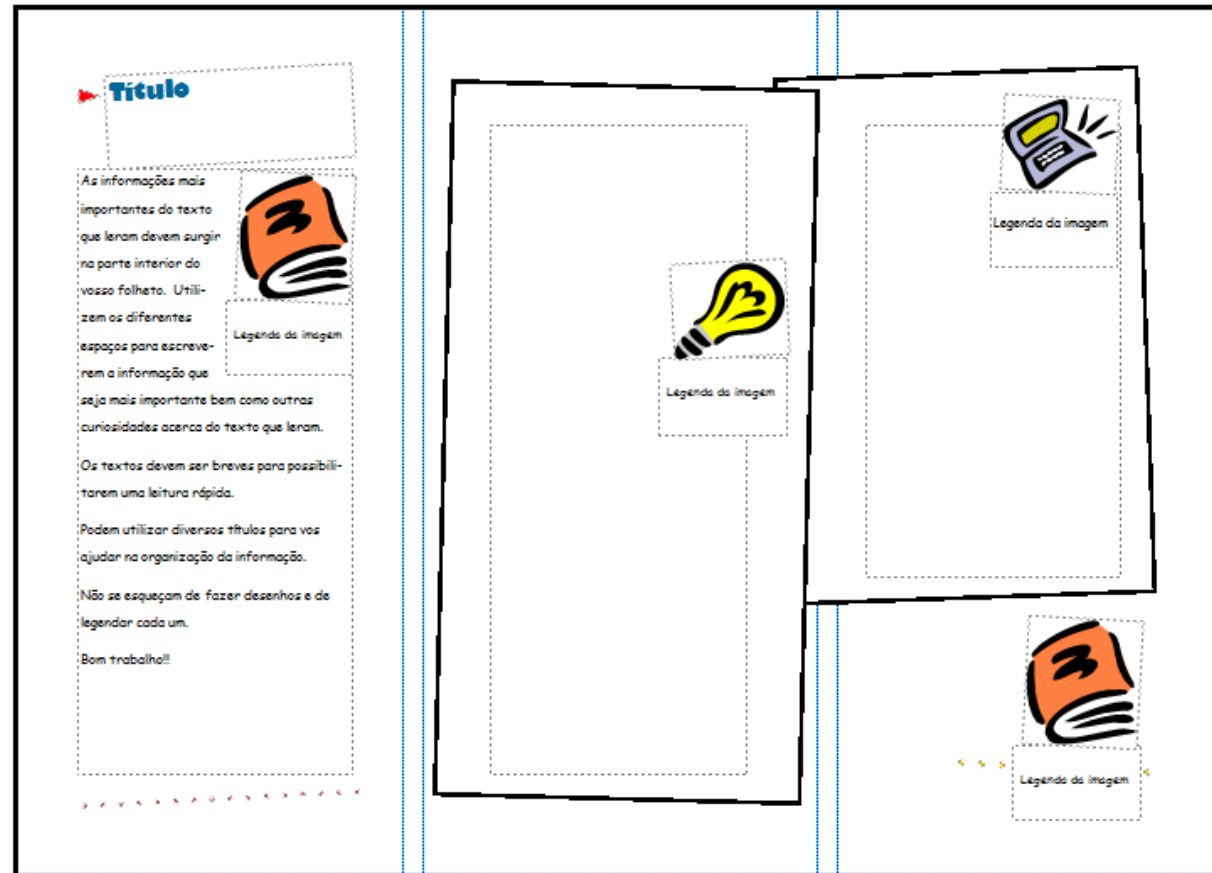 Título
As informações mais
importantes do texto
que leram devem surgir
na parte interior do
vosso folheto. Utili-
zem os diferentes
espaços para escreve-
rem a informação que
seja mais importante bem como outras
curiosidades acerca do texto que leram.
Os textos devem ser breves para possibili-
tarem uma leitura rápida.
Podem utilizar diversos títulos para vos
ajudar na organização da informação.
Não se esqueçam de fazer desenhos e de
legendar cada um.
Bom trabalho!!
Legenda da imagem
Legenda da imagem
Legenda da imagem
Legenda da imagem